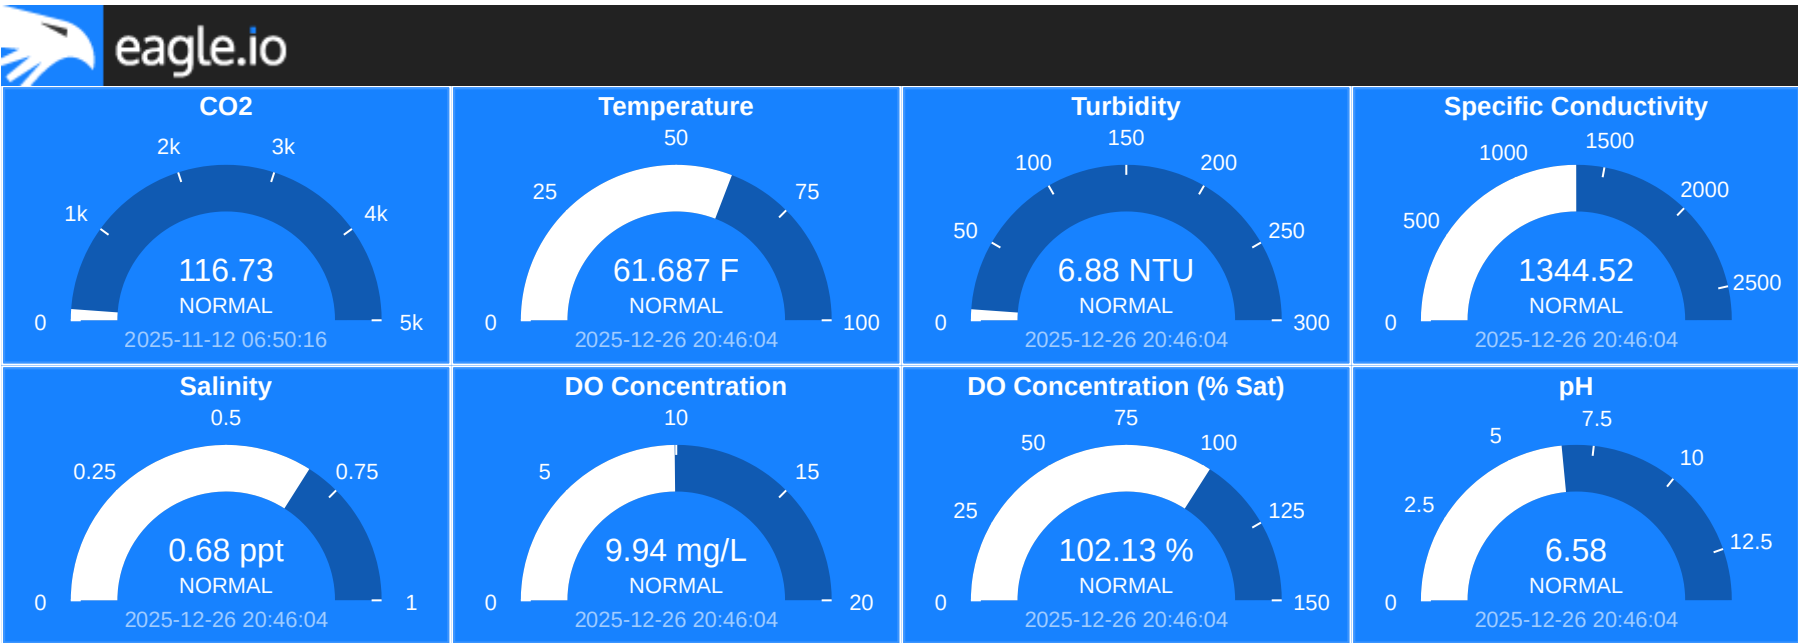 eagle.io
CO2
2k
3k
1k
4k
116.73
NORMAL
0
5k
2025-11-12 06:50:16
Temperature
50
25
75
61.687 F
NORMAL
0
100
2025-12-26 20:46:04
Turbidity
150
100
200
50
250
6.88 NTU
NORMAL
0
300
2025-12-26 20:46:04
Specific Conductivity
1500
1000
2000
500
1344.52
2500
NORMAL
0
2025-12-26 20:46:04
Salinity
0.5
0.25
0.75
0.68 ppt
NORMAL
0
1
2025-12-26 20:46:04
DO Concentration
10
5
15
9.94 mg/L
NORMAL
0
20
2025-12-26 20:46:04
DO Concentration (% Sat)
75
50
100
25
125
102.13 %
NORMAL
0
150
2025-12-26 20:46:04
pH
7.5
5
10
2.5
12.5
6.58
NORMAL
0
2025-12-26 20:46:04